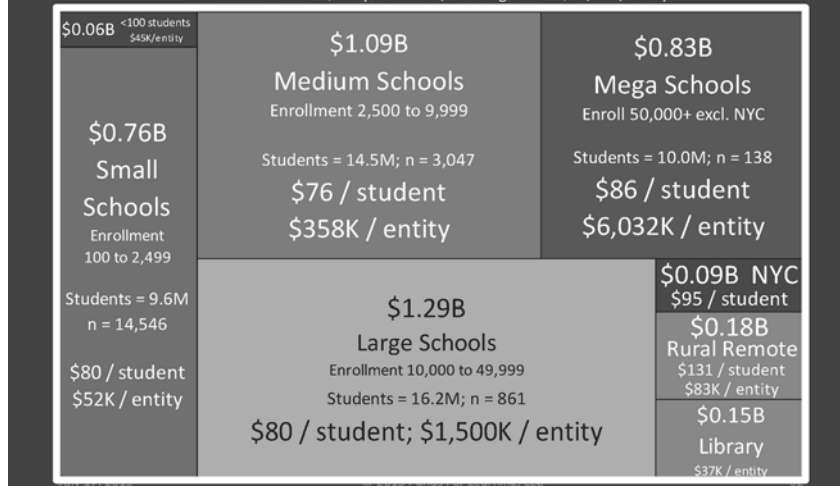 $0.06B <100 students
$45K/entity
$0.76B
Small
Schools
Enrollment
100 to 2,499
Students = 9.6M
n = 14,546
$80 / student
$52K / entity
$1.09B
Medium Schools
Enrollment 2,500 to 9,999
Students = 14.5M; n = 3,047
$76 / student
$358K / entity
$0.83B
Mega Schools
Enroll 50,000+ excl. NYC
Students = 10.0M; n = 138
$86 / student
$6,032K / entity
$1.29B
Large Schools
Enrollment 10,000 to 49,999
Students = 16.2M; n = 861
$80 / student; $1,500K / entity
$0.09B NYC
$95 / student
$0.18B
Rural Remote
$131 / student
$83K / entity
$0.15B
Library
$37K / entity